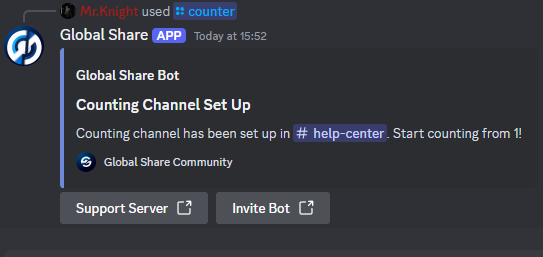 Mr.Knight used counter
Global Share APP Today at 15:52
Global Share Bot
Counting Channel Set Up
Counting channel has been set up in # help-center. Start counting from 1!
Global Share Community
Support Server Invite Bot